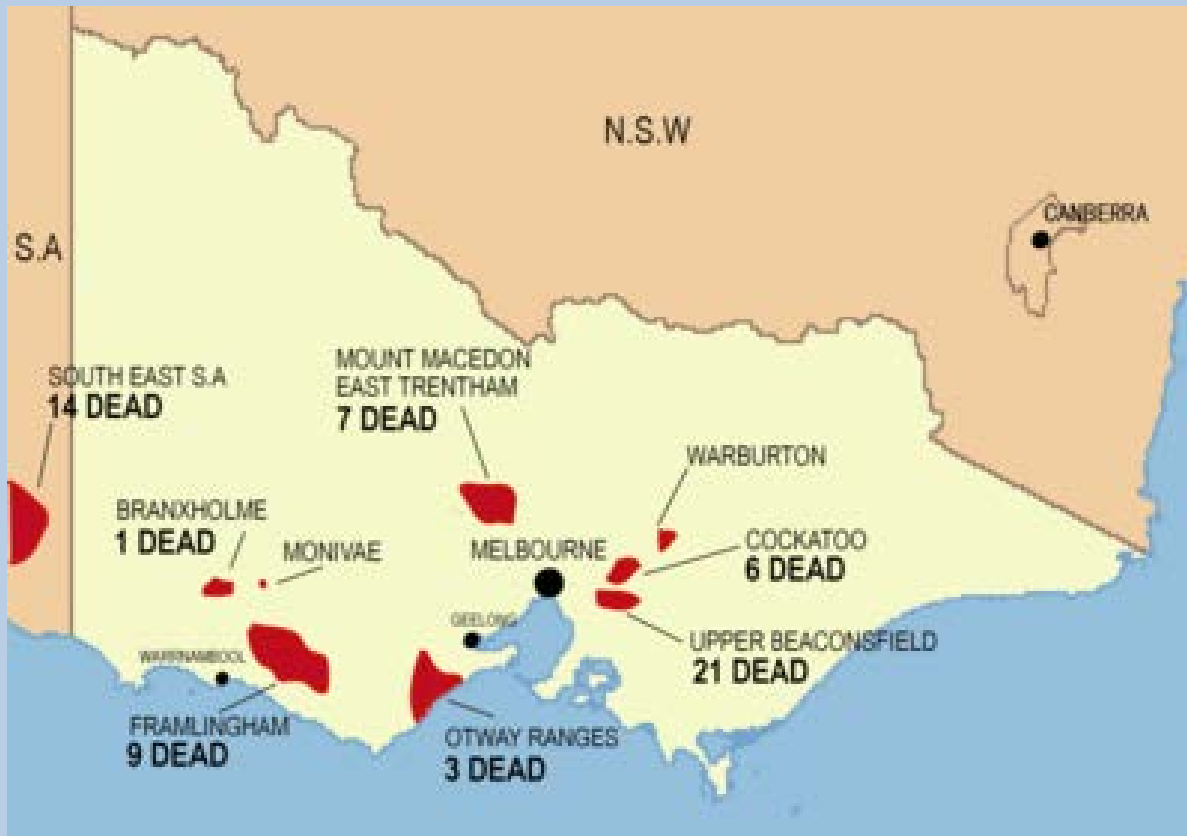 N.S.W
CANBERRA
S.A
SOUTH EAST S.A
14 DEAD
MOUNT MACEDON
EAST TRENTHAM
7 DEAD
WARBURTON
BRANXHOLME
1 DEAD
MONIVAE
MELBOURNE
COCKATOO
6 DEAD
GEELONG
UPPER BEACONSFIELD
21 DEAD
WARRNAMBOOL
FRAMLINGHAM
9 DEAD
OTWAY RANGES
3 DEAD